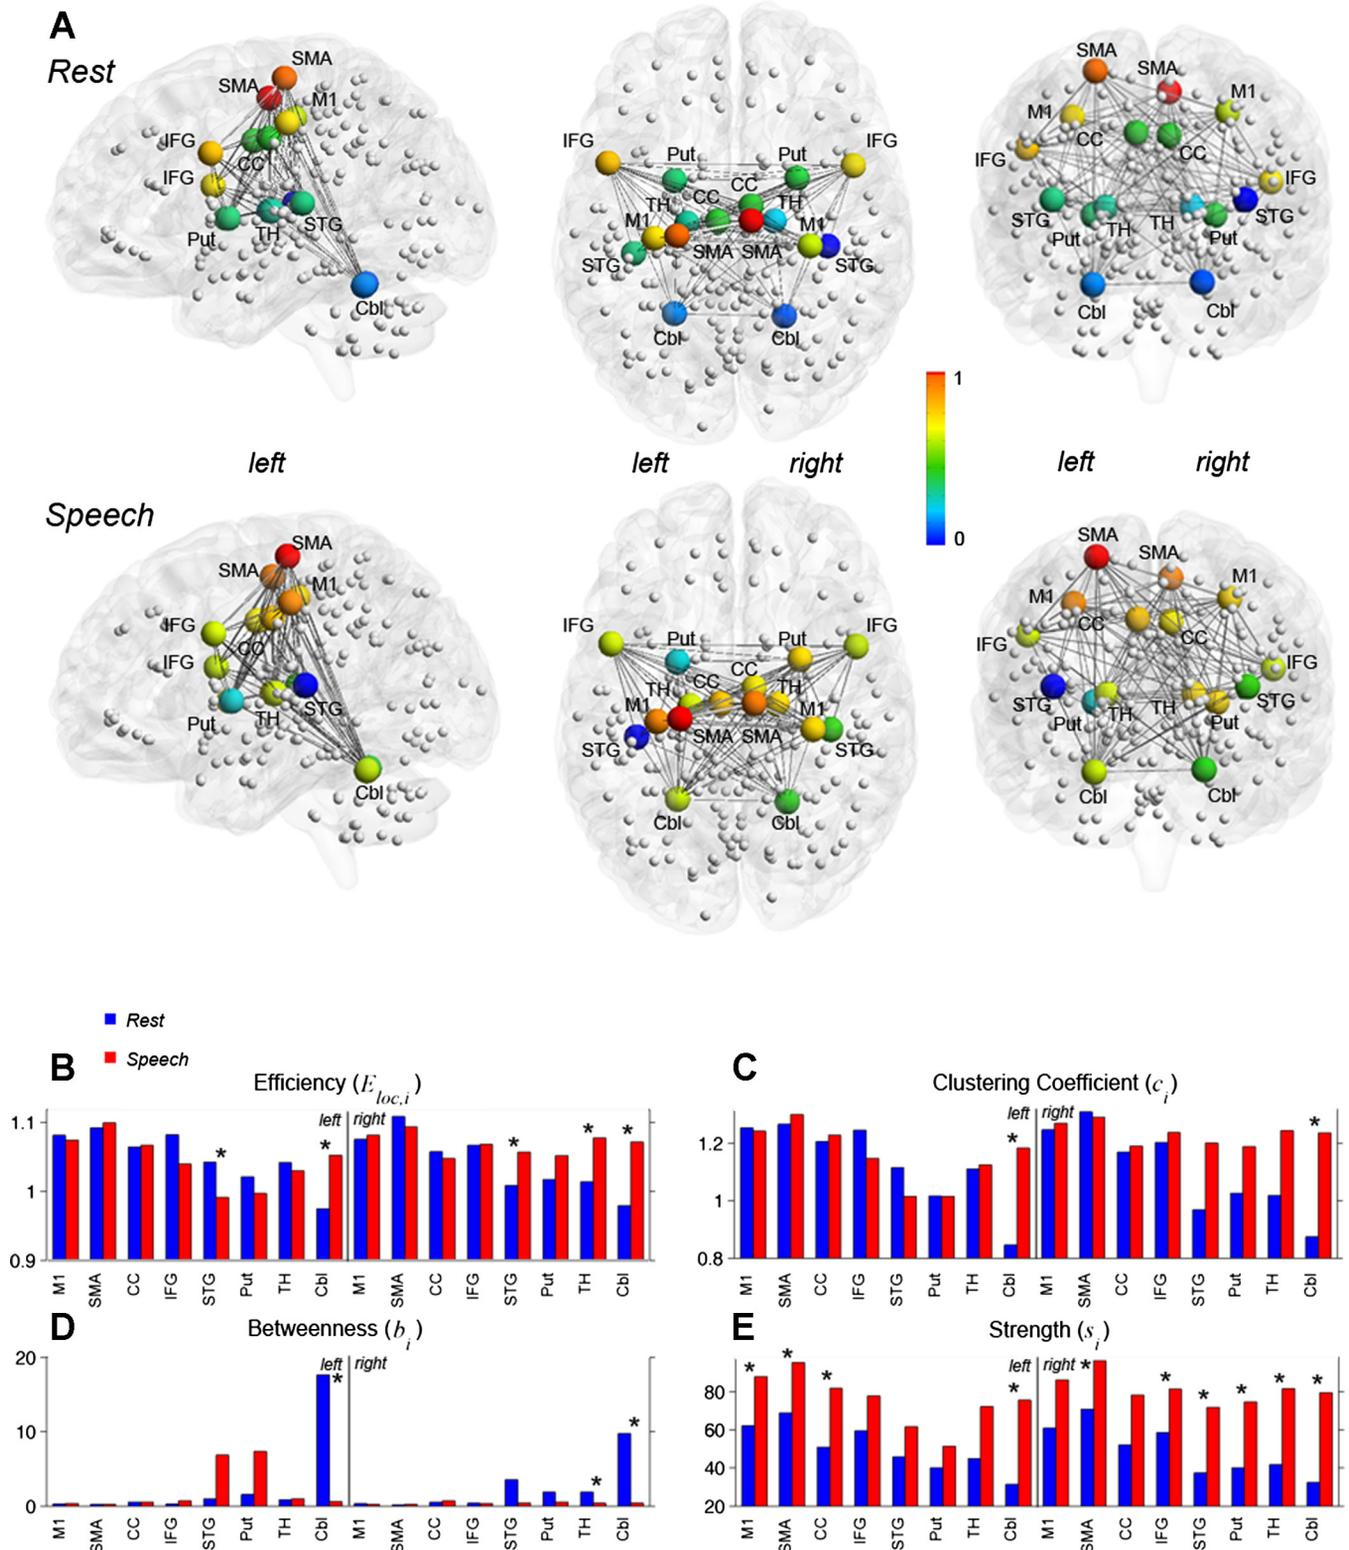 A
Rest
SMA
SMA
M1
IFG
CC
IFG
Put
TH
STG
Cbl
IFG
IFG
Put
Put
CC
TH
CC
TH
M1
M1
STG
SMA
SMA
STG
Cbl
Cbl
SMA
SMA
M1
M1
CC
CC
IFG
IFG
STG
STG
Put
TH
TH
Put
Cbl
Cbl
1
0
left
left
right
left
right
Speech
SMA
SMA
M1
IFG
CC
IFG
Put
TH
STG
Cbl
IFG
IFG
Put
Put
CC
TH
CC
TH
M1
M1
STG
SMA
SMA
STG
Cbl
Cbl
SMA
SMA
M1
M1
CC
CC
IFG
IFG
STG
STG
Put
TH
TH
Put
Cbl
Cbl
Rest
Speech
B
Efficiency (E loc,i )
left right
1.1
1
0.9
* * * * *
M1 SMA CC IFG STG Put TH Cbl M1 SMA CC IFG STG Put TH Cbl
C
Clustering Coefficient (c i )
left right
1.2
1
0.8
* *
M1 SMA CC IFG STG Put TH Cbl M1 SMA CC IFG STG Put TH Cbl
D
Betweenness (b i )
left right
20
10
0
* * *
M1 SMA CC IFG STG Put TH Cbl M1 SMA CC IFG STG Put TH Cbl
E
Strength (s i )
left right
80
60
40
20
* * * * * * * * * *
M1 SMA CC IFG STG Put TH Cbl M1 SMA CC IFG STG Put TH Cbl